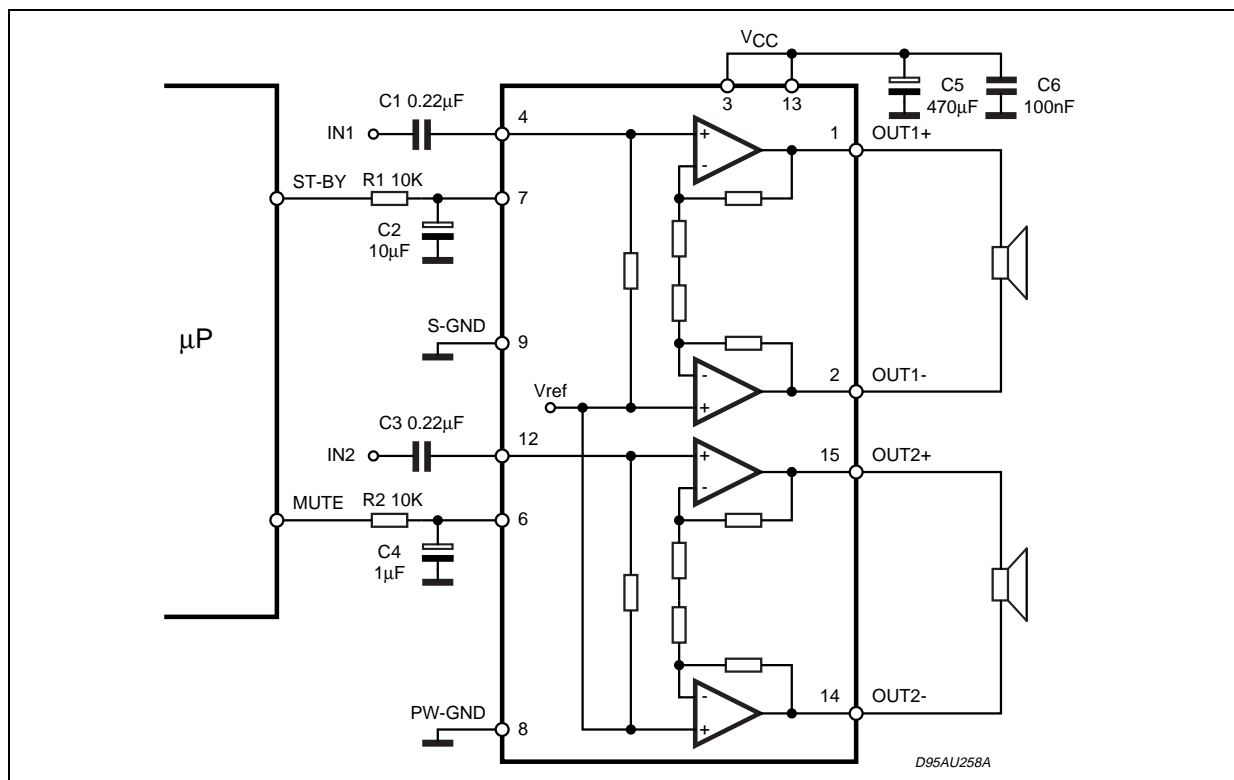 VCC
3
13
C5
470µF
C6
100nF
C1 0.22µF
IN1
4
+
-
1
OUT1+
ST-BY
R1 10K
7
C2
10µF
µP
S-GND
9
-
+
2
OUT1-
Vref
C3 0.22µF
IN2
12
+
-
15
OUT2+
MUTE
R2 10K
6
C4
1µF
-
+
14
OUT2-
PW-GND
8
D95AU258A